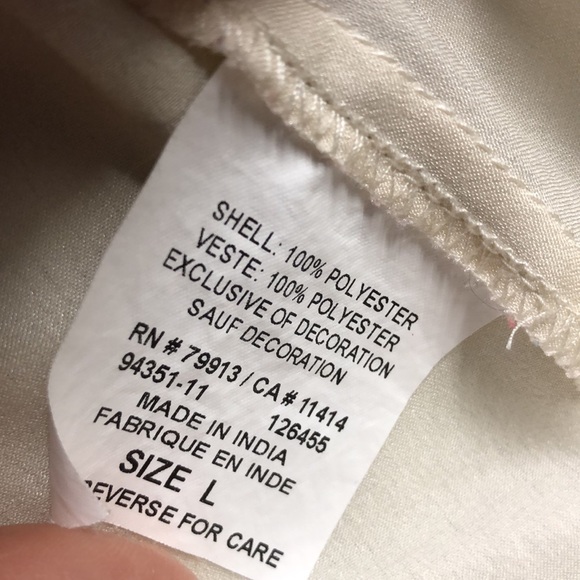 SHELL: 100% POLYESTER
VESTE: 100% POLYESTER
EXCLUSIVE OF DECORATION
SAUF DECORATION
RN # 79913 / CA # 11414
94351-11 126455
MADE IN INDIA
FABRIQUE EN INDE
SIZE L
REVERSE FOR CARE